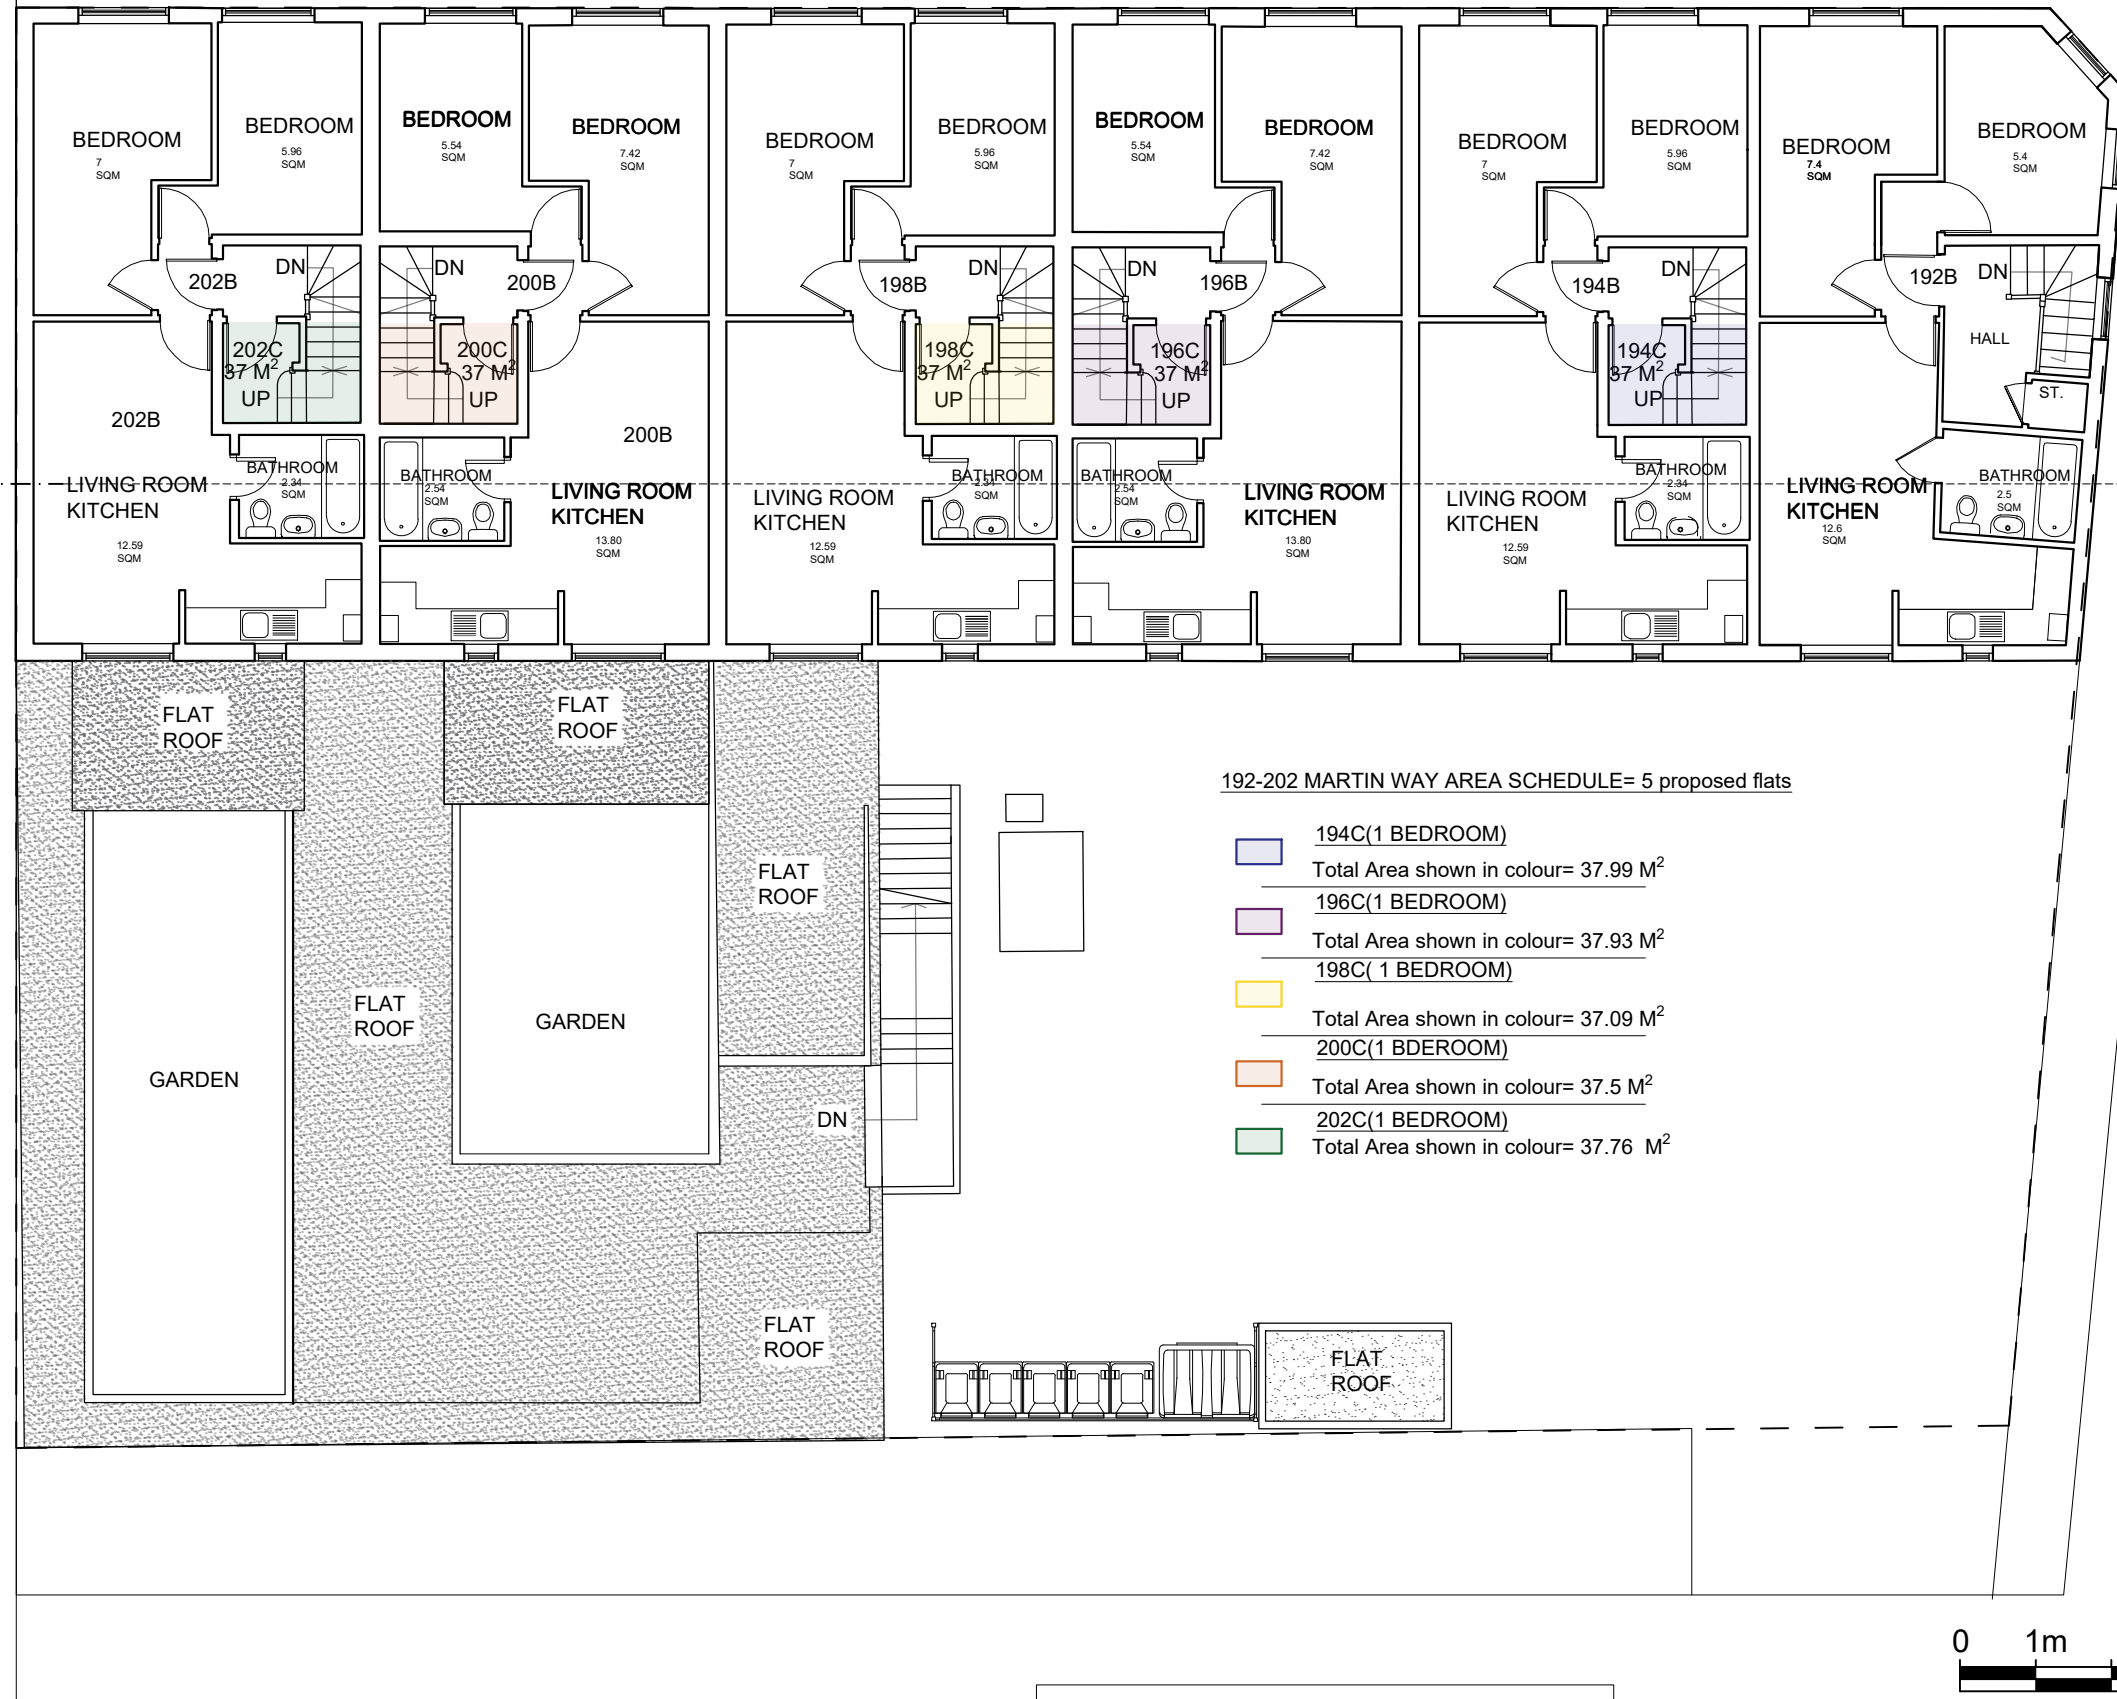 BEDROOM
7
SQM
BEDROOM
5.96
SQM
BEDROOM
5.54
SQM
BEDROOM
7.42
SQM
BEDROOM
7
SQM
BEDROOM
5.96
SQM
BEDROOM
5.54
SQM
BEDROOM
7.42
SQM
BEDROOM
7
SQM
BEDROOM
5.96
SQM
BEDROOM
7.4
SQM
BEDROOM
5.4
SQM
202B
DN
DN
200B
198B
DN
DN
196B
194B
DN
192B
DN
HALL
ST.
202C
37 M²
UP
200C
37 M²
UP
198C
37 M²
UP
196C
37 M²
UP
194C
37 M²
UP
202B
200B
LIVING ROOM
KITCHEN
12.59
SQM
BATHROOM
2.34
SQM
BATHROOM
2.54
SQM
LIVING ROOM
KITCHEN
13.80
SQM
LIVING ROOM
KITCHEN
12.59
SQM
BATHROOM
2.34
SQM
BATHROOM
2.54
SQM
LIVING ROOM
KITCHEN
13.80
SQM
LIVING ROOM
KITCHEN
12.59
SQM
BATHROOM
2.34
SQM
LIVING ROOM
KITCHEN
12.6
SQM
BATHROOM
2.5
SQM
FLAT
ROOF
FLAT
ROOF
FLAT
ROOF
FLAT
ROOF
GARDEN
GARDEN
DN
FLAT
ROOF
FLAT
ROOF
192-202 MARTIN WAY AREA SCHEDULE= 5 proposed flats
194C(1 BEDROOM)
Total Area shown in colour= 37.99 M²
196C(1 BEDROOM)
Total Area shown in colour= 37.93 M²
198C( 1 BEDROOM)
Total Area shown in colour= 37.09 M²
200C(1 BDEROOM)
Total Area shown in colour= 37.5 M²
202C(1 BEDROOM)
Total Area shown in colour= 37.76 M²
0 1m